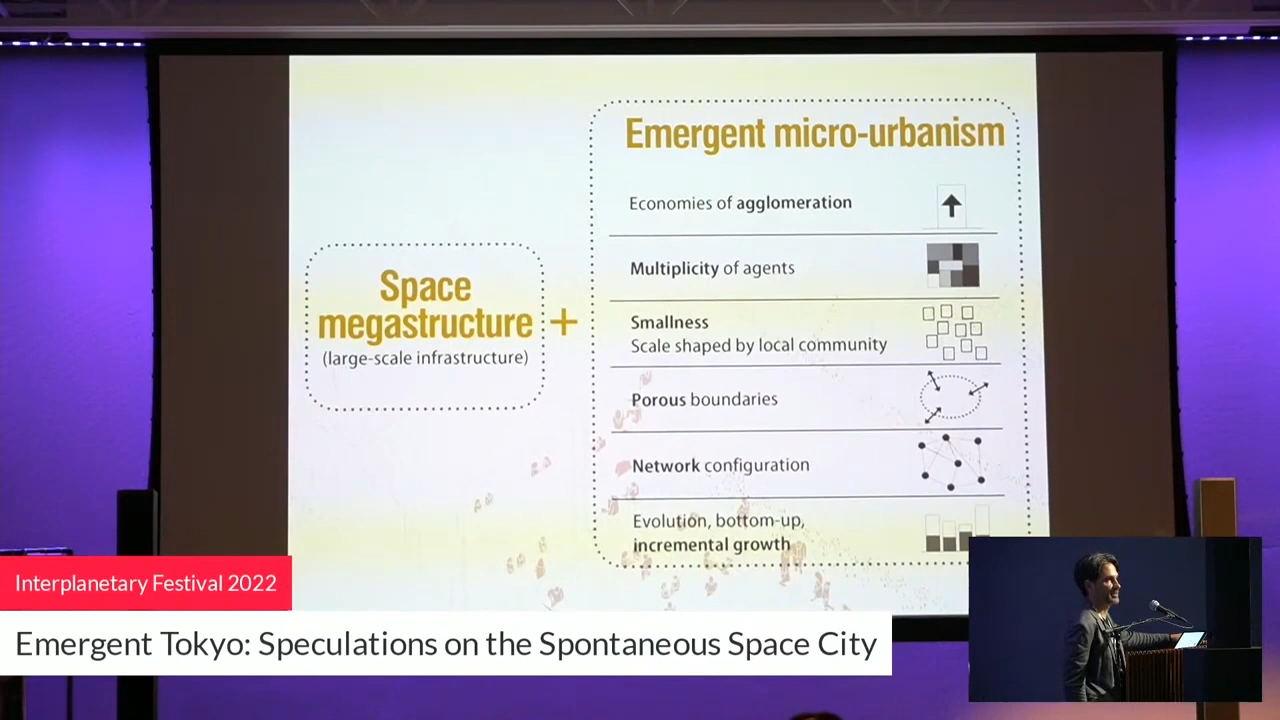 Emergent micro-urbanism
Economies of agglomeration
Multiplicity of agents
Smallness
Scale shaped by local community
Porous boundaries
Network configuration
Evolution, bottom-up,
incremental growth
Space
megastructure
(large-scale infrastructure)
+
Interplanetary Festival 2022
Emergent Tokyo: Speculations on the Spontaneous Space City